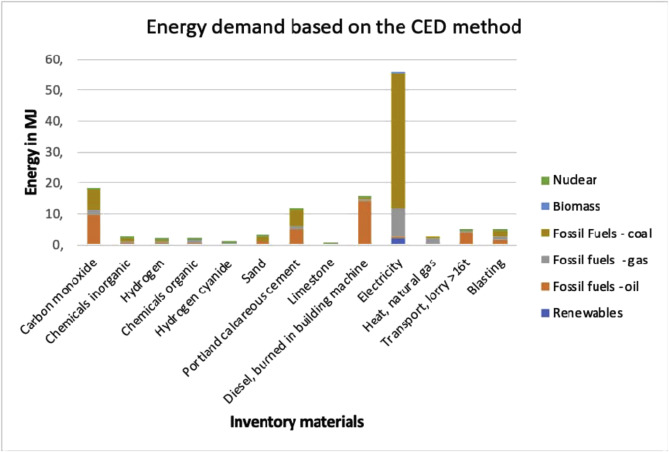 Energy demand based on the CED method
Energy in MJ
60,
50,
40,
30,
20,
10,
0,
Carbon monoxide
Chemicals inorganic
Hydrogen
Chemicals organic
Hydrogen cyanide
Sand
Portland calcareous cement
Limestone
Diesel, burned in building machine
Electricity
Heat, natural gas
Transport, lorry >16t
Blasting
Inventory materials
Nuclear
Biomass
Fossil Fuels - coal
Fossil fuels - gas
Fossil fuels - oil
Renewables